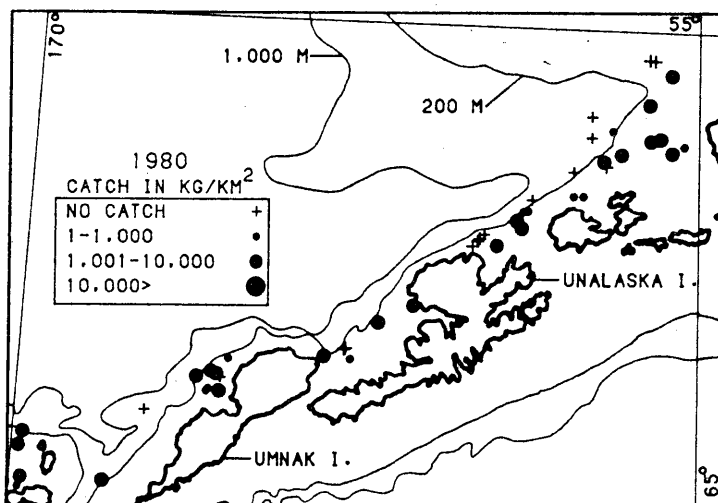 170°
55°
1.000 M
200 M
1980
CATCH IN KG/KM²
NO CATCH +
1-1.000
1.001-10.000
10.000>
UNALASKA I.
UMNAK I.
65°